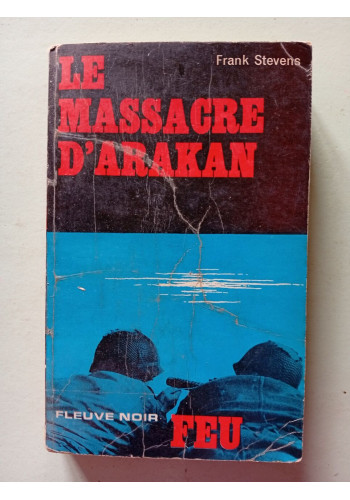 Frank Stevens
LE
MASSACRE
D'ARAKAN
FLEUVE NOIR
FEU